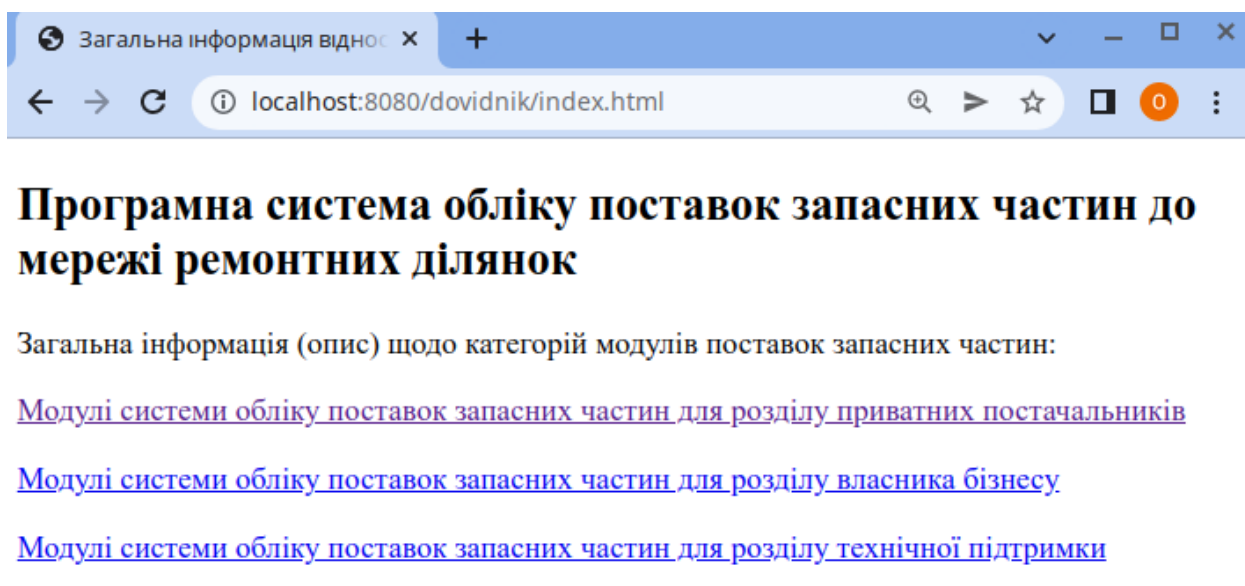 Загальна інформація віднос
localhost:8080/dovidnik/index.html
O
Програмна система обліку поставок запасних частин до
мережі ремонтних ділянок
Загальна інформація (опис) щодо категорій модулів поставок запасних частин:
Модулі системи обліку поставок запасних частин для розділу приватних постачальників
Модулі системи обліку поставок запасних частин для розділу власника бізнесу
Модулі системи обліку поставок запасних частин для розділу технічної підтримки